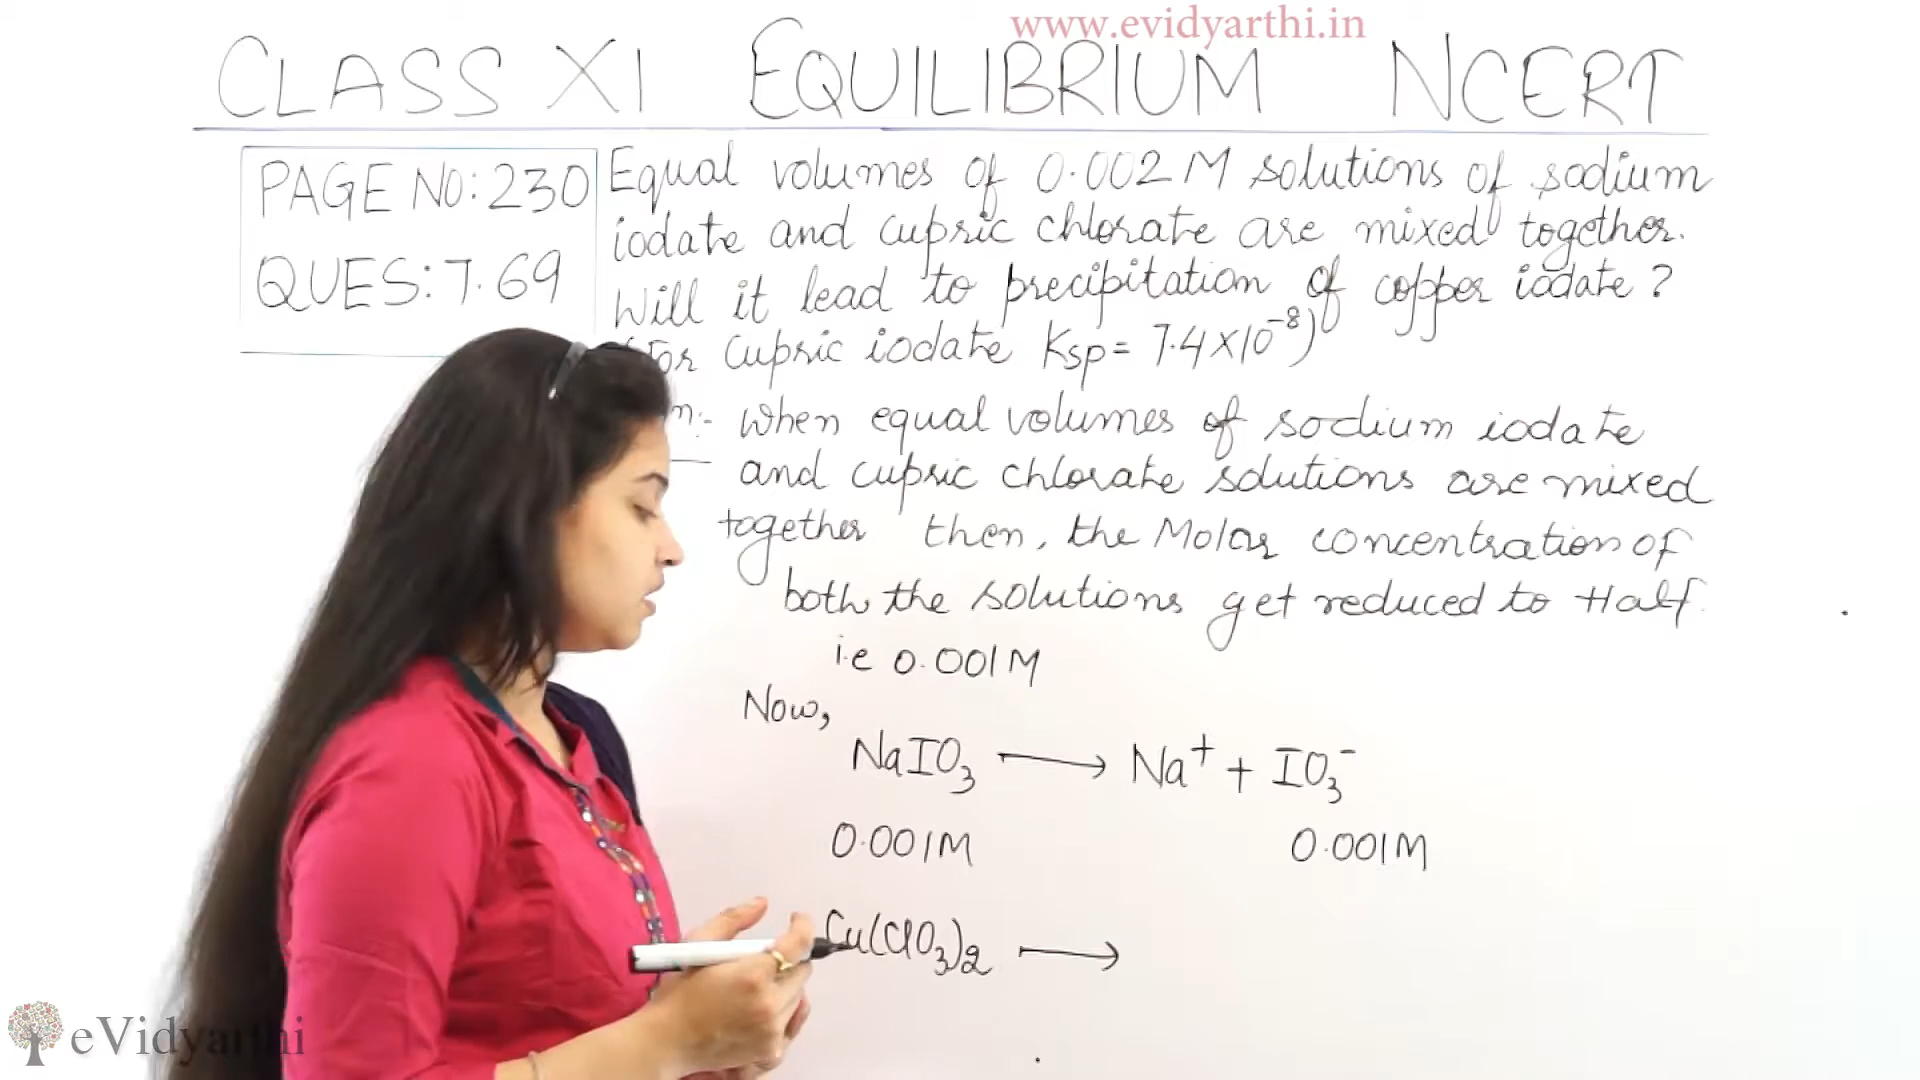 www.evidyarthi.in
CLASS XI EQUILIBRIUM NCERT
PAGE NO: 230
QUES: 7.69
Equal volumes of 0.002 M solutions of sodium
iodate and cupric chlorate are mixed together.
Will it lead to precipitation of copper iodate?
for cupric iodate Ksp = 7.4 × 10⁻⁸)
When equal volumes of sodium iodate
and cupric chlorate solutions are mixed
together then, the Molar concentration of
both the solutions get reduced to Half.
i.e 0.001 M
Now,
NaIO₃ ⟶ Na⁺ + IO₃⁻
0.001 M 0.001 M
Cu(ClO₃)₂ ⟶
eVidyarthi